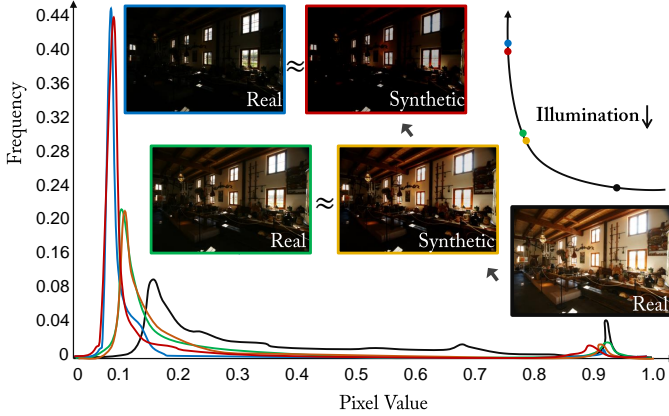 0.44
0.40
0.36
0.32
0.28
0.24
0.20
0.16
0.08
0.04
0
Frequency
Real
≈
Synthetic
Real
≈
Synthetic
Illumination↓
Real
0 0.1 0.2 0.3 0.4 0.5 0.6 0.7 0.8 0.9 1.0
Pixel Value